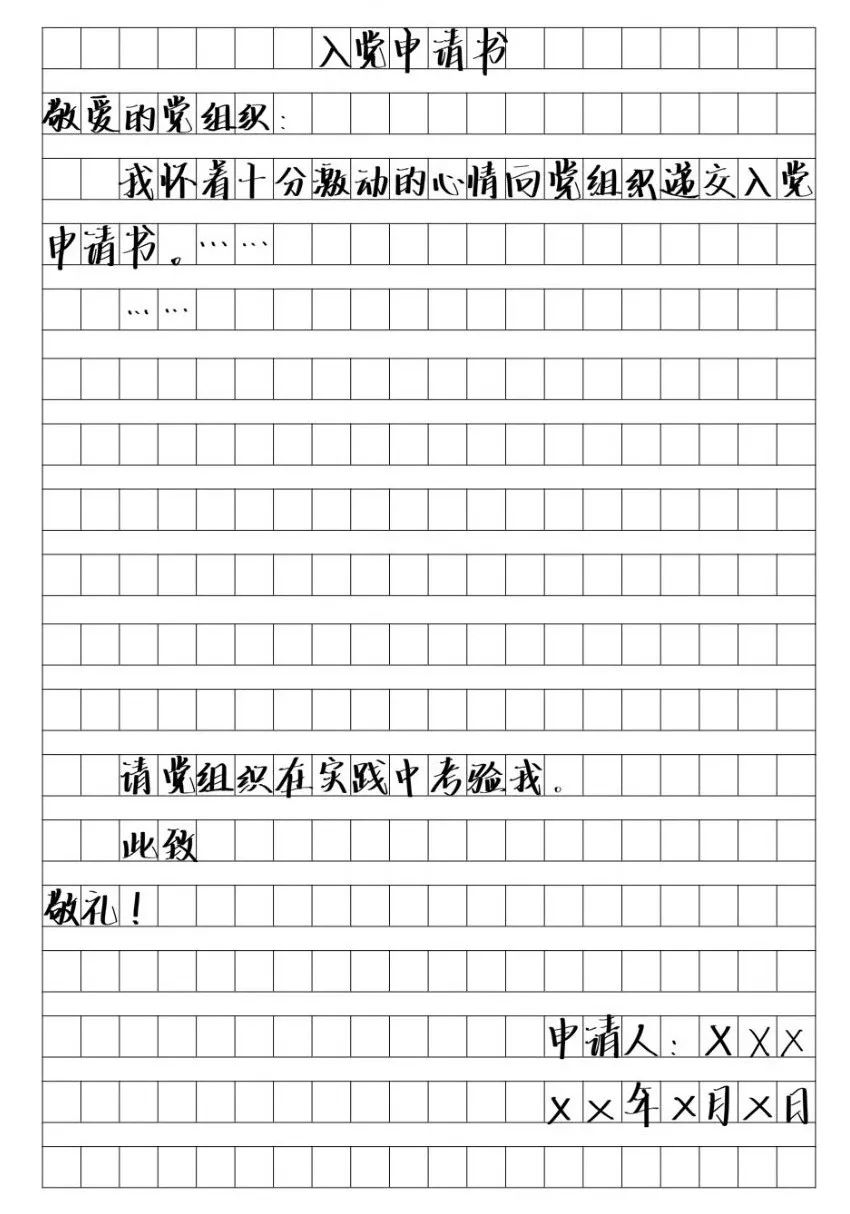 入党申请书
敬爱的党组织：
我怀着十分激动的心情向党组织递交入党
申请书。……
……
请党组织在实践中考验我。
此致
敬礼！
申请人：XXX
XX年X月X日